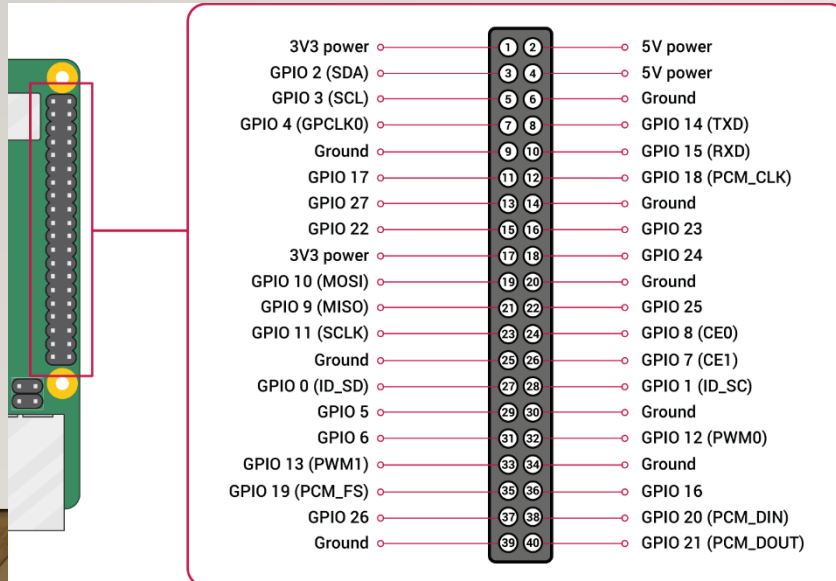 3V3 power 1 2 5V power
GPIO 2 (SDA) 3 4 5V power
GPIO 3 (SCL) 5 6 Ground
GPIO 4 (GPCLK0) 7 8 GPIO 14 (TXD)
Ground 9 10 GPIO 15 (RXD)
GPIO 17 11 12 GPIO 18 (PCM_CLK)
GPIO 27 13 14 Ground
GPIO 22 15 16 GPIO 23
3V3 power 17 18 GPIO 24
GPIO 10 (MOSI) 19 20 Ground
GPIO 9 (MISO) 21 22 GPIO 25
GPIO 11 (SCLK) 23 24 GPIO 8 (CE0)
Ground 25 26 GPIO 7 (CE1)
GPIO 0 (ID_SD) 27 28 GPIO 1 (ID_SC)
GPIO 5 29 30 Ground
GPIO 6 31 32 GPIO 12 (PWM0)
GPIO 13 (PWM1) 33 34 Ground
GPIO 19 (PCM_FS) 35 36 GPIO 16
GPIO 26 37 38 GPIO 20 (PCM_DIN)
Ground 39 40 GPIO 21 (PCM_DOUT)